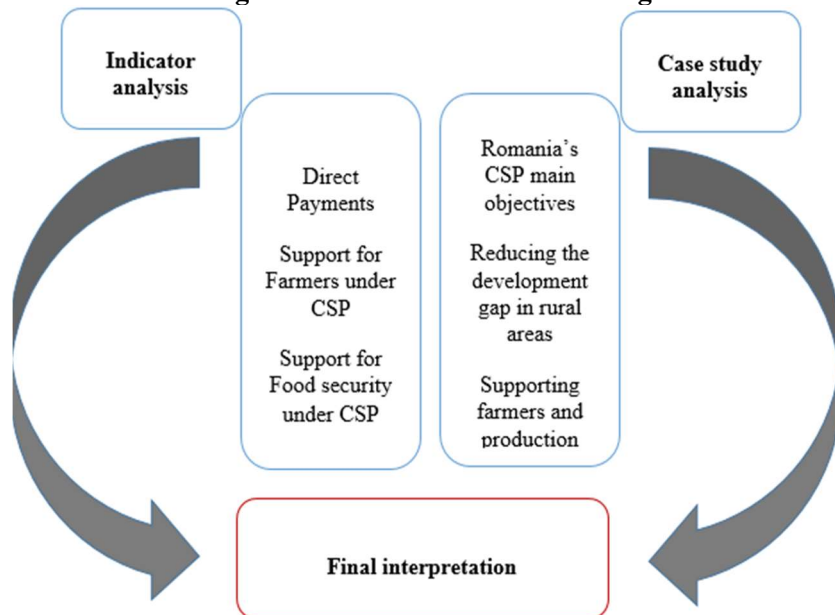 Indicator
analysis
Case study
analysis
Direct
Payments
Support for
Farmers under
CSP
Support for
Food security
under CSP
Romania's
CSP main
objectives
Reducing the
development
gap in rural
areas
Supporting
farmers and
production
Final interpretation